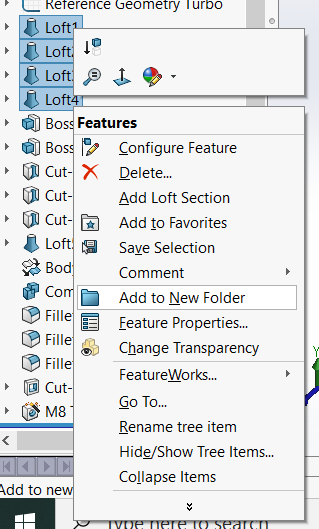 Reference Geometry Turbo
Loft1
Loft2
Loft3
Loft4
Features
Boss
Configure Feature
Boss
Delete...
Cut-
Add Loft Section
Cut-
Add to Favorites
Cut-
Save Selection
Loft5
Comment
Body
Add to New Folder
Com
Feature Properties...
Fille
Change Transparency
Fille
FeatureWorks...
Fille
Cut-
Go To...
M8 T
Rename tree item
Hide/Show Tree Items...
Collapse Items
Add to new
Type here to search
Y